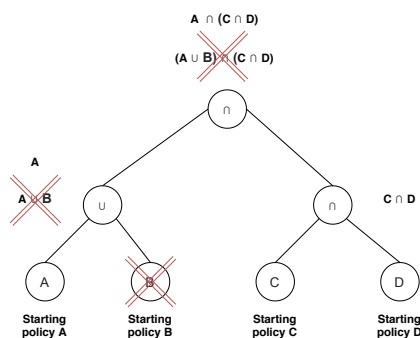 A ∩ (C ∩ D)
(A ∪ B) ∩ (C ∩ D)
∩
A
A ∪ B
∪
∩
C ∩ D
A
B
C
D
Starting policy A
Starting policy B
Starting policy C
Starting policy D